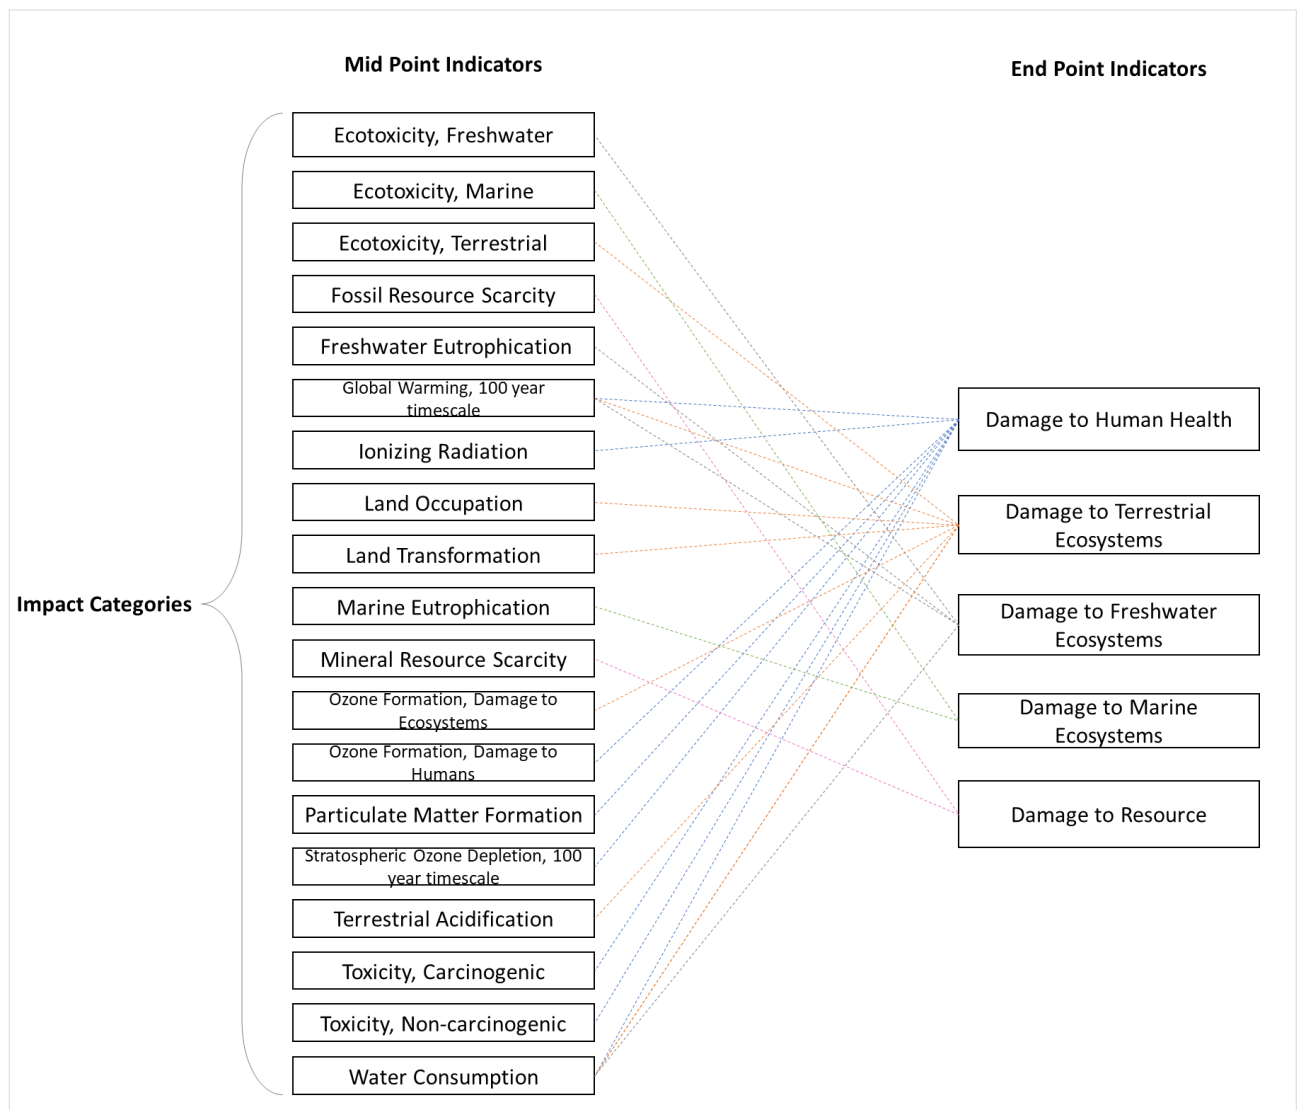 Mid Point Indicators
End Point Indicators
Impact Categories
Ecotoxicity, Freshwater
Ecotoxicity, Marine
Ecotoxicity, Terrestrial
Fossil Resource Scarcity
Freshwater Eutrophication
Global Warming, 100 year
timescale
Ionizing Radiation
Land Occupation
Land Transformation
Marine Eutrophication
Mineral Resource Scarcity
Ozone Formation, Damage to
Ecosystems
Ozone Formation, Damage to
Humans
Particulate Matter Formation
Stratospheric Ozone Depletion, 100
year timescale
Terrestrial Acidification
Toxicity, Carcinogenic
Toxicity, Non-carcinogenic
Water Consumption
Damage to Human Health
Damage to Terrestrial
Ecosystems
Damage to Freshwater
Ecosystems
Damage to Marine
Ecosystems
Damage to Resource